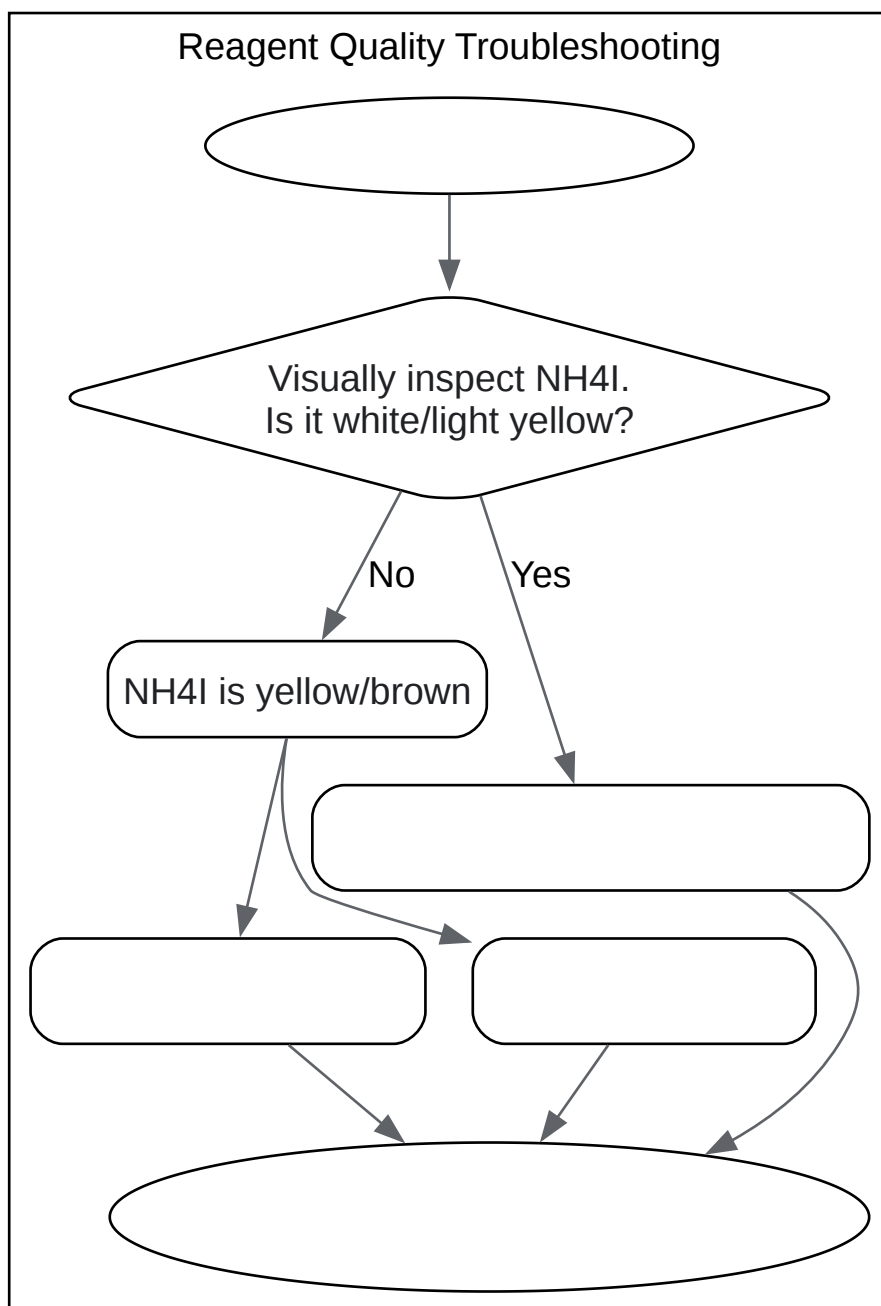 Reagent Quality Troubleshooting
Visually inspect NH4I.
Is it white/light yellow?
No
Yes
NH4I is yellow/brown